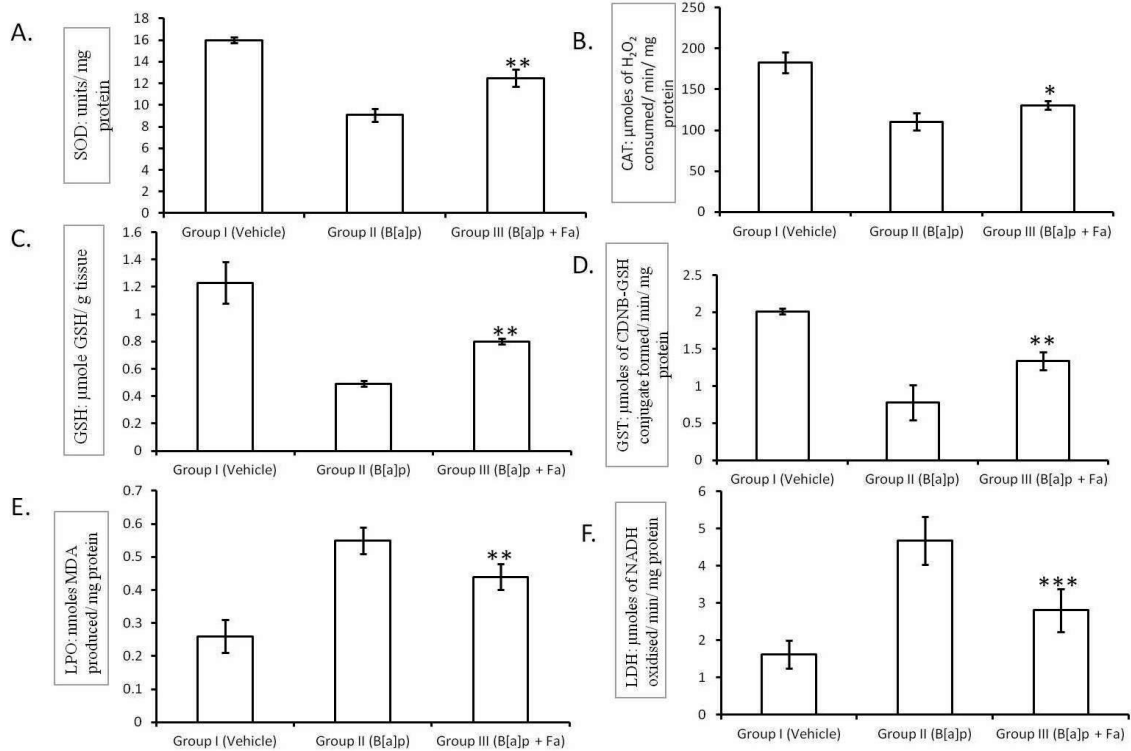 A.
SOD: units/ mg
protein
18
16
14
12
10
8
6
4
2
0
**
Group I (Vehicle)
Group II (B[a]p)
Group III (B[a]p + Fa)
B.
CAT: µmoles of H₂O₂
consumed/ min/ mg
protein
250
200
150
100
50
0
*
Group I (Vehicle)
Group II (B[a]p)
Group III (B[a]p + Fa)
C.
GSH: µmole GSH/ g tissue
1.6
1.4
1.2
1
0.8
0.6
0.4
0.2
0
**
Group I (Vehicle)
Group II (B[a]p)
Group III (B[a]p + Fa)
D.
GST: µmoles of CDNB-GSH
conjugate formed/ min/ mg
protein
2.5
2
1.5
1
0.5
0
**
Group I (Vehicle)
Group II (B[a]p)
Group III (B[a]p + Fa)
E.
LPO: nmoles MDA
produced/ mg protein
0.7
0.6
0.5
0.4
0.3
0.2
0.1
0
**
Group I (Vehicle)
Group II (B[a]p)
Group III (B[a]p + Fa)
F.
LDH: µmoles of NADH
oxidised/ min/ mg protein
6
5
4
3
2
1
0
***
Group I (Vehicle)
Group II (B[a]p)
Group III (B[a]p + Fa)